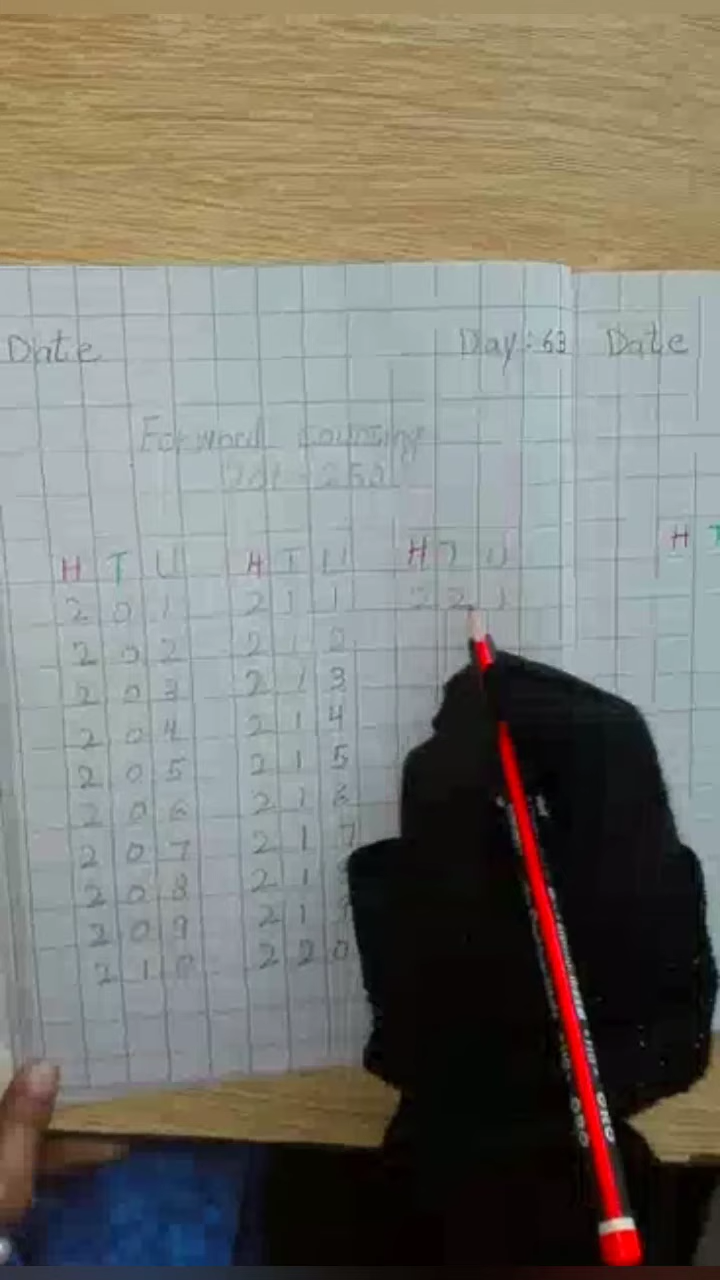 Date Day: 63 Date
Forward counting
201-250
H T U H T U H T U H T
2 0 1 2 1 1 2 2 1
2 0 2 2 1 2
2 0 3 2 1 3
2 0 4 2 1 4
2 0 5 2 1 5
2 0 6 2 1 6
2 0 7 2 1 7
2 0 8 2 1
2 0 9 2 1
2 1 0 2 2 0